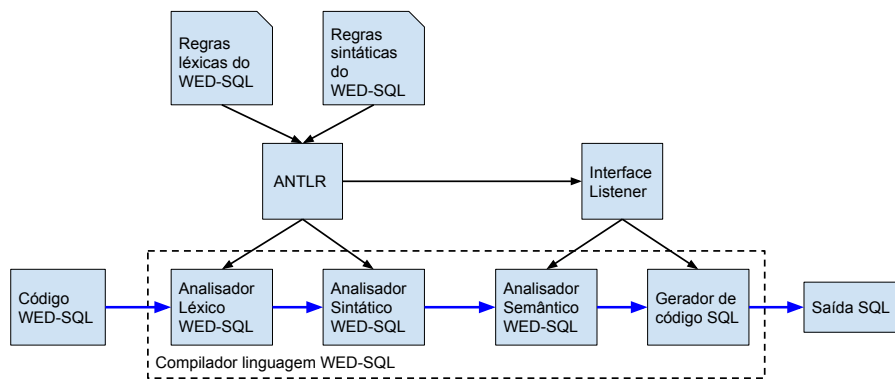 Regras
léxicas do
WED-SQL
Regras
sintáticas
do
WED-SQL
ANTLR
Interface
Listener
Código
WED-SQL
Analisador
Léxico
WED-SQL
Analisador
Sintático
WED-SQL
Analisador
Semântico
WED-SQL
Gerador de
código SQL
Saída SQL
Compilador linguagem WED-SQL